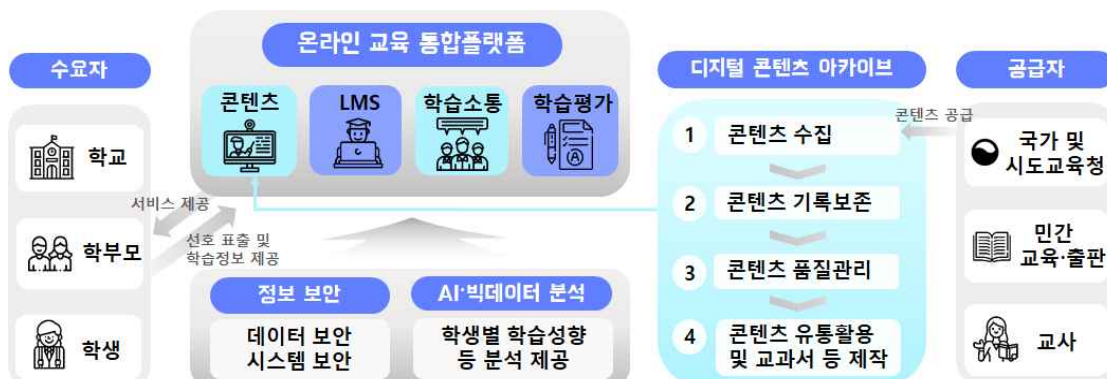 온라인 교육 통합플랫폼
수요자
디지털 콘텐츠 아카이브
공급자
콘텐츠
LMS
학습소통
학습평가
학교
학부모
학생
서비스 제공
선호 표출 및
학습정보 제공
정보 보안
데이터 보안
시스템 보안
AI·빅데이터 분석
학생별 학습성향
등 분석 제공
1 콘텐츠 수집
2 콘텐츠 기록보존
3 콘텐츠 품질관리
4 콘텐츠 유통활용
및 교과서 등 제작
콘텐츠 공급
국가 및
시도교육청
민간
교육·출판
교사